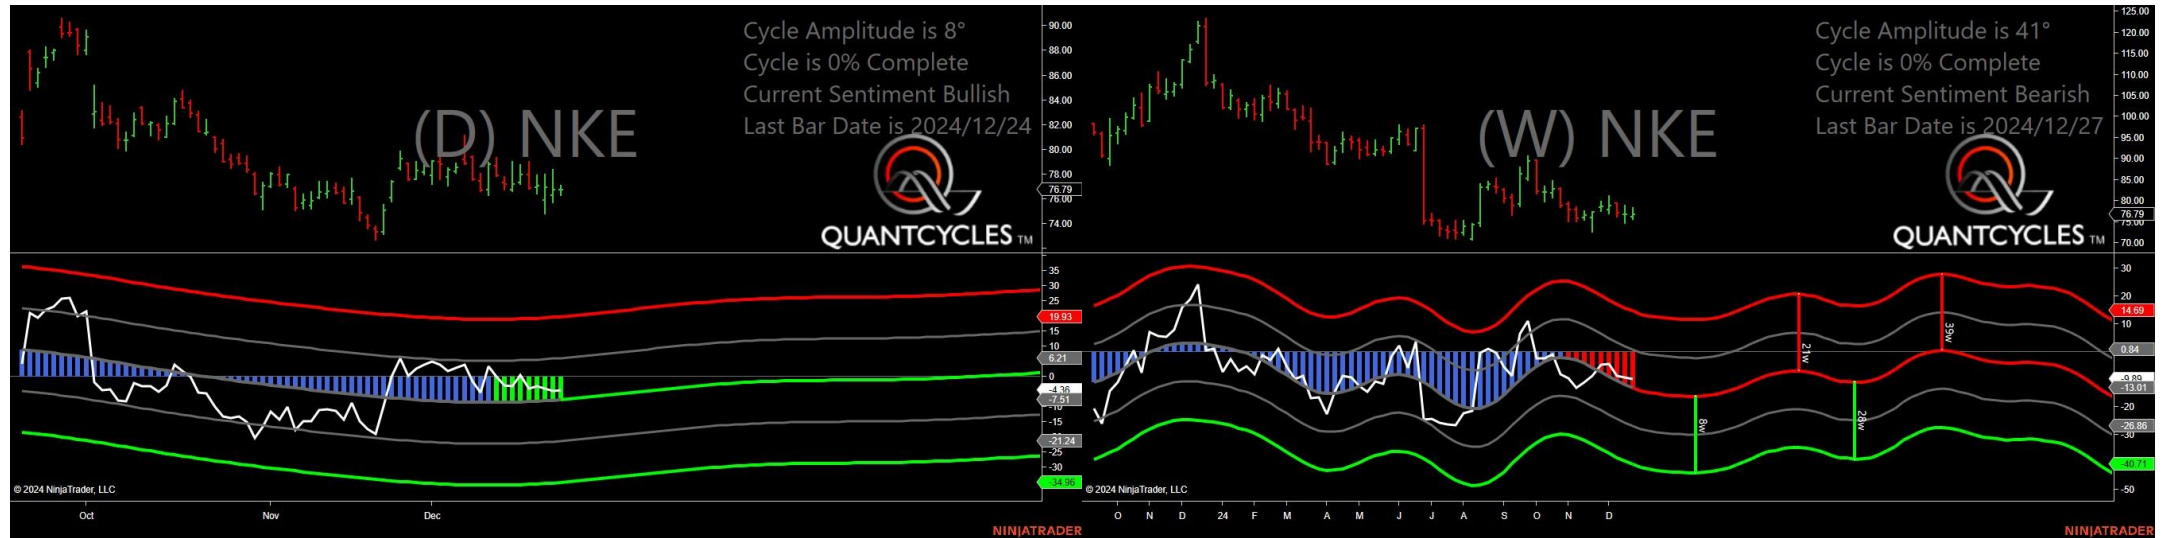 Cycle Amplitude is 8°
Cycle is 0% Complete
Current Sentiment Bullish
Last Bar Date is 2024/12/24
(D) NKE
QUANTCYCLES TM
90.00
88.00
86.00
84.00
82.00
80.00
78.00
76.79
76.00
74.00
35
30
25
19.93
15
10
6.21
0
-4.36
-7.51
-10
-15
-21.24
-25
-30
-34.96
© 2024 NinjaTrader, LLC
Oct Nov Dec
NINJATRADER
Cycle Amplitude is 41°
Cycle is 0% Complete
Current Sentiment Bearish
Last Bar Date is 2024/12/27
(W) NKE
QUANTCYCLES TM
125.00
120.00
115.00
110.00
105.00
100.00
95.00
90.00
85.00
80.00
76.79
75.00
70.00
30
20
14.69
10
0.84
-9.89
-13.01
-20
-26.86
-30
-40.71
-50
21w
39w
8w
28w
© 2024 NinjaTrader, LLC
O N D 24 F M A M J J A S O N D
NINJATRADER